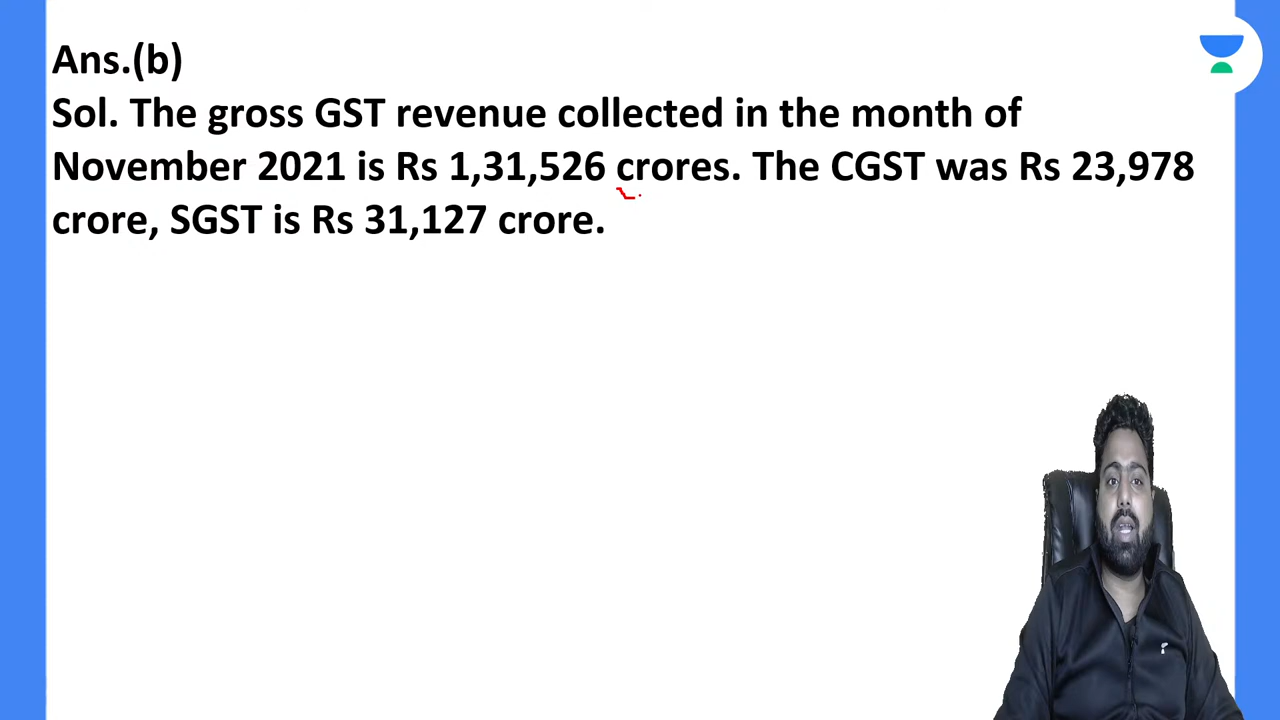 Ans.(b)
Sol. The gross GST revenue collected in the month of
November 2021 is Rs 1,31,526 crores. The CGST was Rs 23,978
crore, SGST is Rs 31,127 crore.